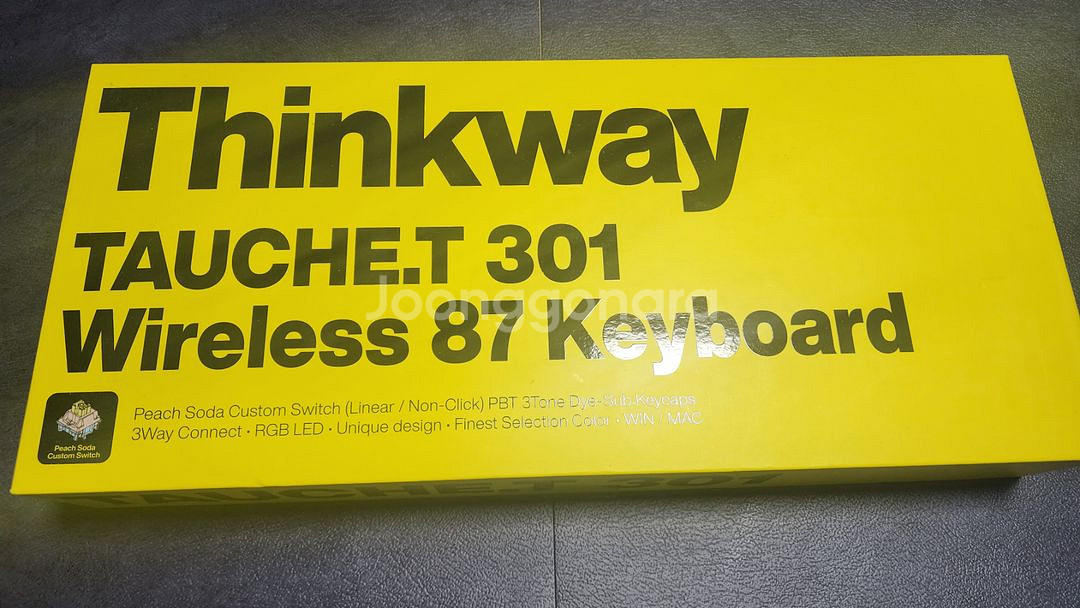 Thinkway
TAUCHE.T 301
Wireless 87 Keyboard
Joonggonara
Peach Soda Custom Switch (Linear / Non-Click) PBT 3Tone Dye-Sub Keycaps
3Way Connect • RGB LED • Unique design • Finest Selection Color • WIN / MAC
Peach Soda
Custom Switch
TAUCHE.T 301